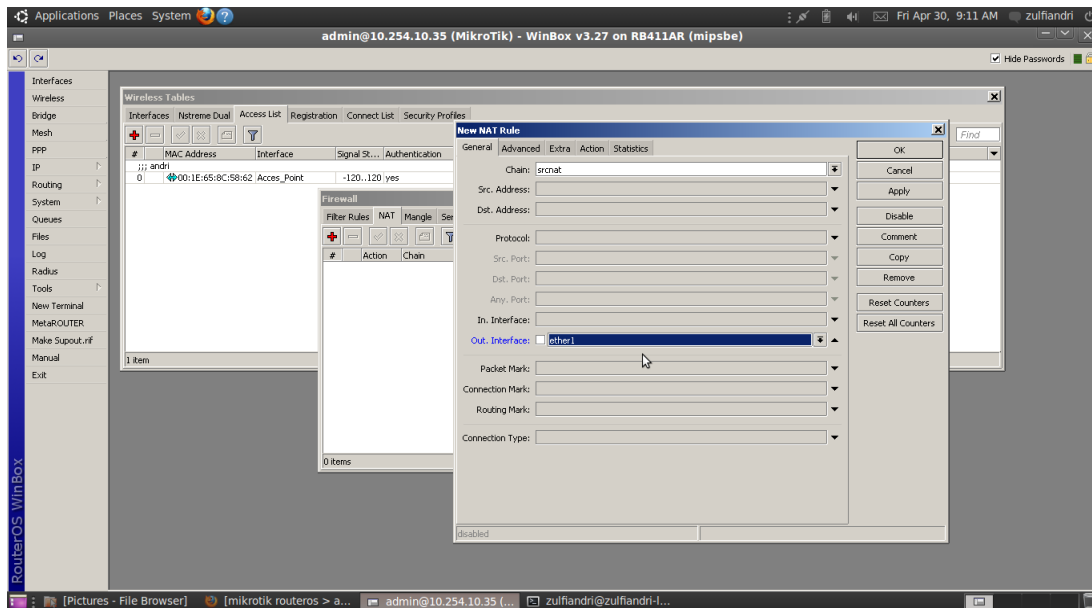 Applications Places System Fri Apr 30, 9:11 AM zulfiandri
admin@10.254.10.35 (MikroTik) - WinBox v3.27 on RB411AR (mipsbe)
Hide Passwords
Interfaces
Wireless
Bridge
Mesh
PPP
IP
Routing
System
Queues
Files
Log
Radius
Tools
New Terminal
MetaROUTER
Make Supout.rif
Manual
Exit
RouterOS WinBox
Wireless Tables
Interfaces Nstreme Dual Access List Registration Connect List Security Profiles
Find
# MAC Address Interface Signal St... Authentication
;;; andri
0 00:1E:65:8C:58:62 Acces_Point -120..120 yes
1 item
Firewall
Filter Rules NAT Mangle Ser
# Action Chain
0 items
New NAT Rule
General Advanced Extra Action Statistics
Chain: srcnat
Src. Address:
Dst. Address:
Protocol:
Src. Port:
Dst. Port:
Any. Port:
In. Interface:
Out. Interface: ether1
Packet Mark:
Connection Mark:
Routing Mark:
Connection Type:
disabled
OK
Cancel
Apply
Disable
Comment
Copy
Remove
Reset Counters
Reset All Counters
[Pictures - File Browser] [mikrotik routeros > a... admin@10.254.10.35 (... zulfiandri@zulfiandri-l...